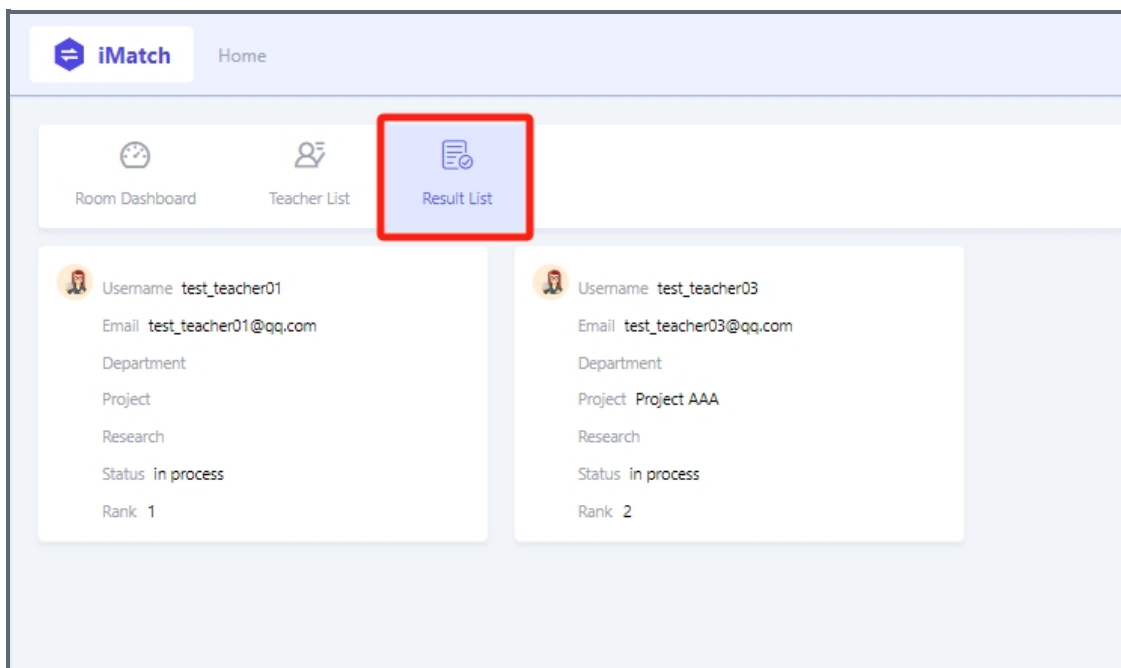 iMatch Home
Room Dashboard Teacher List Result List
Username test_teacher01
Email test_teacher01@qq.com
Department
Project
Research
Status in process
Rank 1
Username test_teacher03
Email test_teacher03@qq.com
Department
Project Project AAA
Research
Status in process
Rank 2